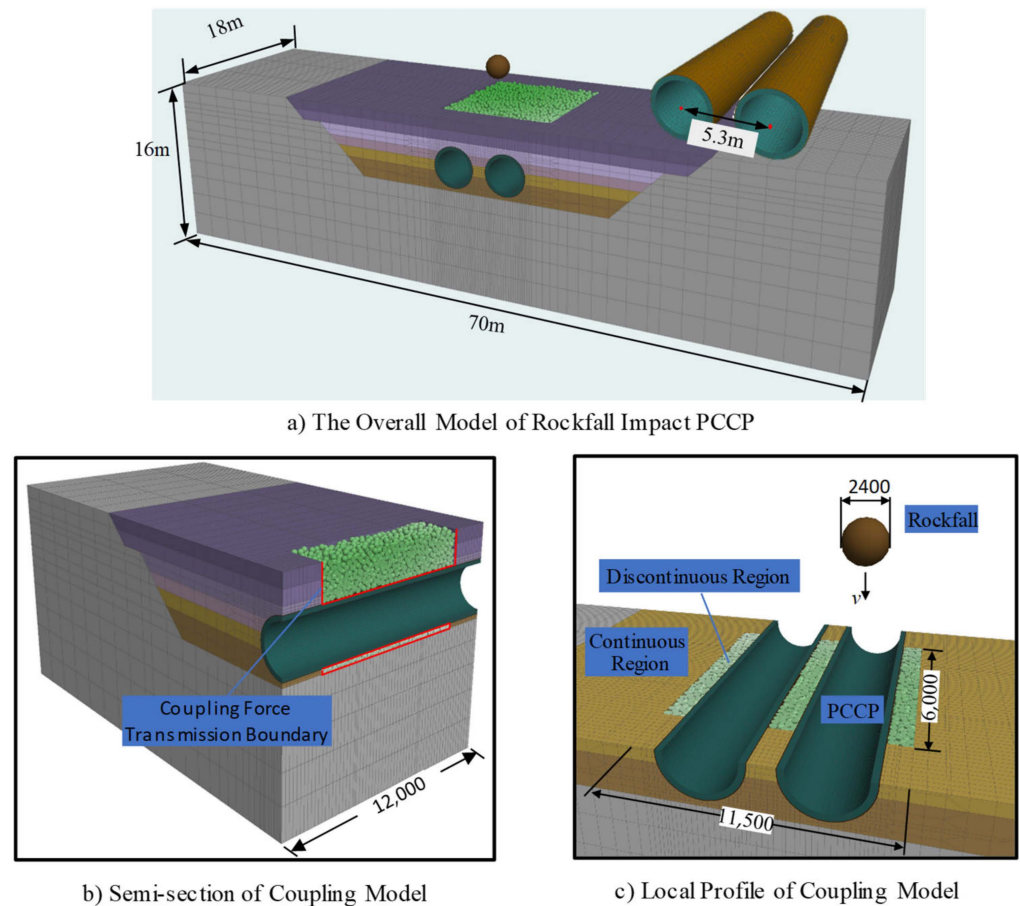 18m
16m
5.3m
70m
a) The Overall Model of Rockfall Impact PCCP
Coupling Force
Transmission Boundary
12,000
b) Semi-section of Coupling Model
2400
Rockfall
Discontinuous Region
v
Continuous
Region
PCCP
6,000
11,500
c) Local Profile of Coupling Model